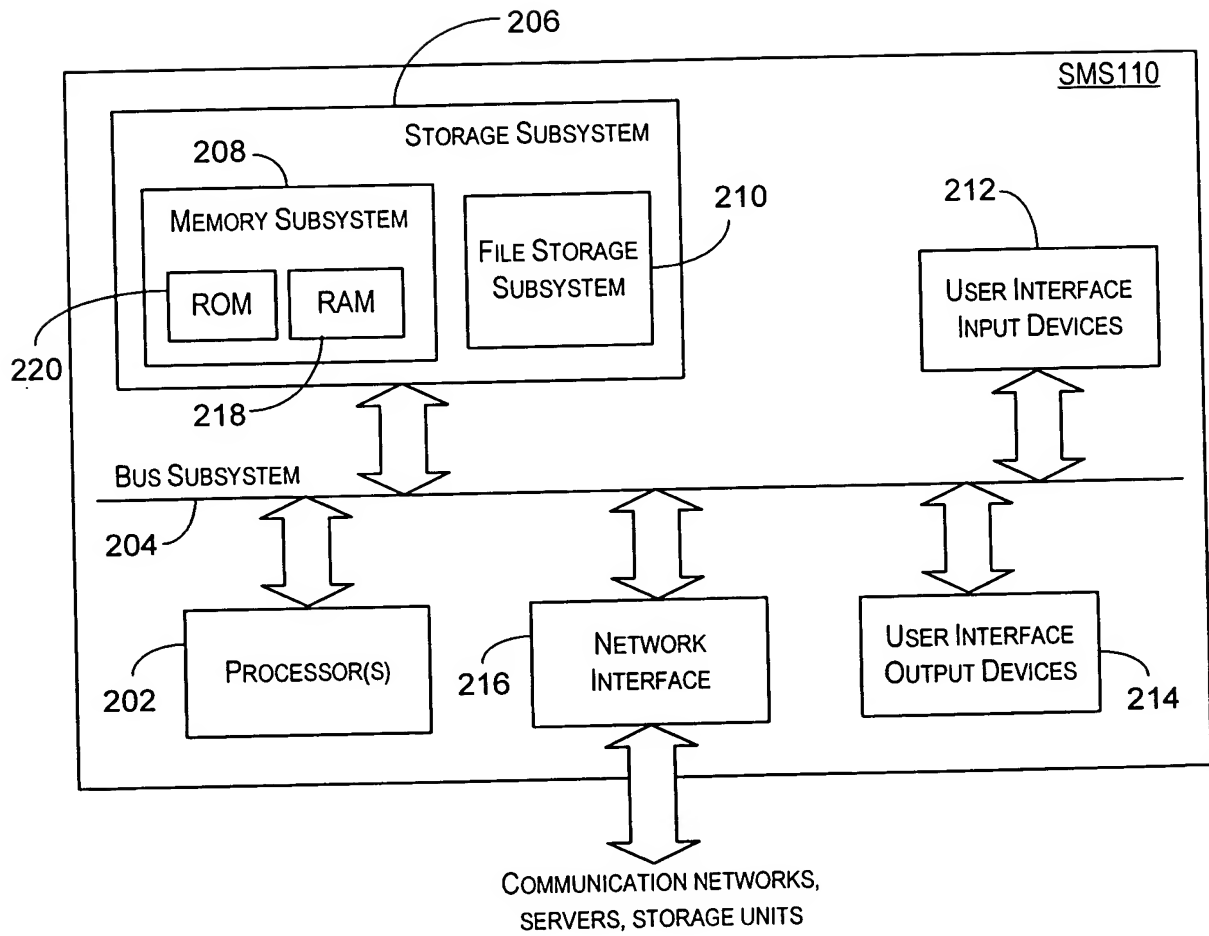 206
SMS110
STORAGE SUBSYSTEM
208
MEMORY SUBSYSTEM
210
FILE STORAGE
SUBSYSTEM
212
USER INTERFACE
INPUT DEVICES
ROM
RAM
220
218
BUS SUBSYSTEM
204
PROCESSOR(S)
202
NETWORK
INTERFACE
216
USER INTERFACE
OUTPUT DEVICES
214
COMMUNICATION NETWORKS,
SERVERS, STORAGE UNITS